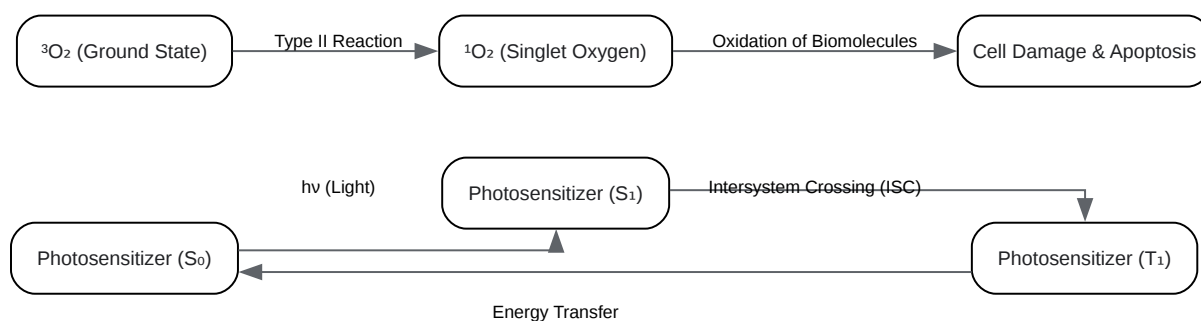 ³O₂ (Ground State)
Type II Reaction
¹O₂ (Singlet Oxygen)
Oxidation of Biomolecules
Cell Damage & Apoptosis
hν (Light)
Photosensitizer (S₁)
Intersystem Crossing (ISC)
Photosensitizer (S₀)
Photosensitizer (T₁)
Energy Transfer